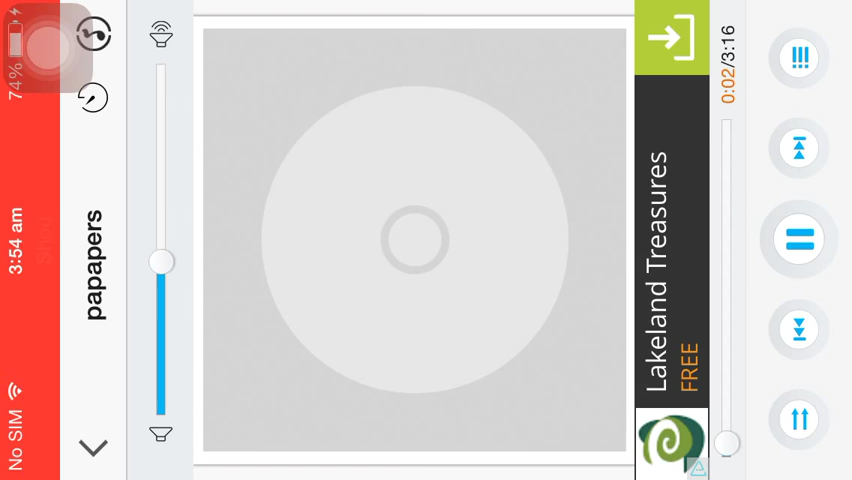 No SIM 3:54 am 74%
papapers
Lakeland Treasures
FREE
0:02/3:16